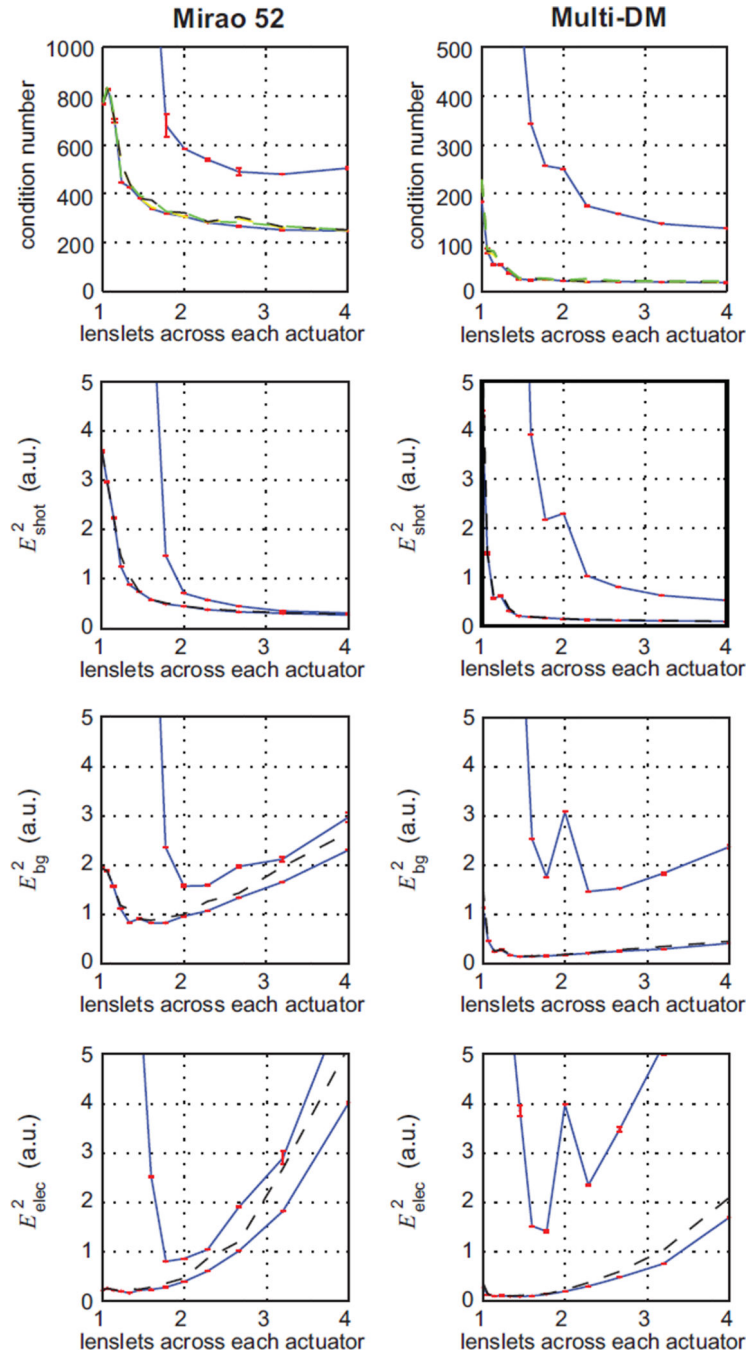 Mirao 52 Multi-DM
condition number
1000
800
600
400
200
0
1 2 3 4
lenslets across each actuator
condition number
500
400
300
200
100
0
1 2 3 4
lenslets across each actuator
E²shot (a.u.)
5
4
3
2
1
0
1 2 3 4
lenslets across each actuator
E²shot (a.u.)
5
4
3
2
1
0
1 2 3 4
lenslets across each actuator
E²bg (a.u.)
5
4
3
2
1
0
1 2 3 4
lenslets across each actuator
E²bg (a.u.)
5
4
3
2
1
0
1 2 3 4
lenslets across each actuator
E²elec (a.u.)
5
4
3
2
1
0
1 2 3 4
lenslets across each actuator
E²elec (a.u.)
5
4
3
2
1
0
1 2 3 4
lenslets across each actuator